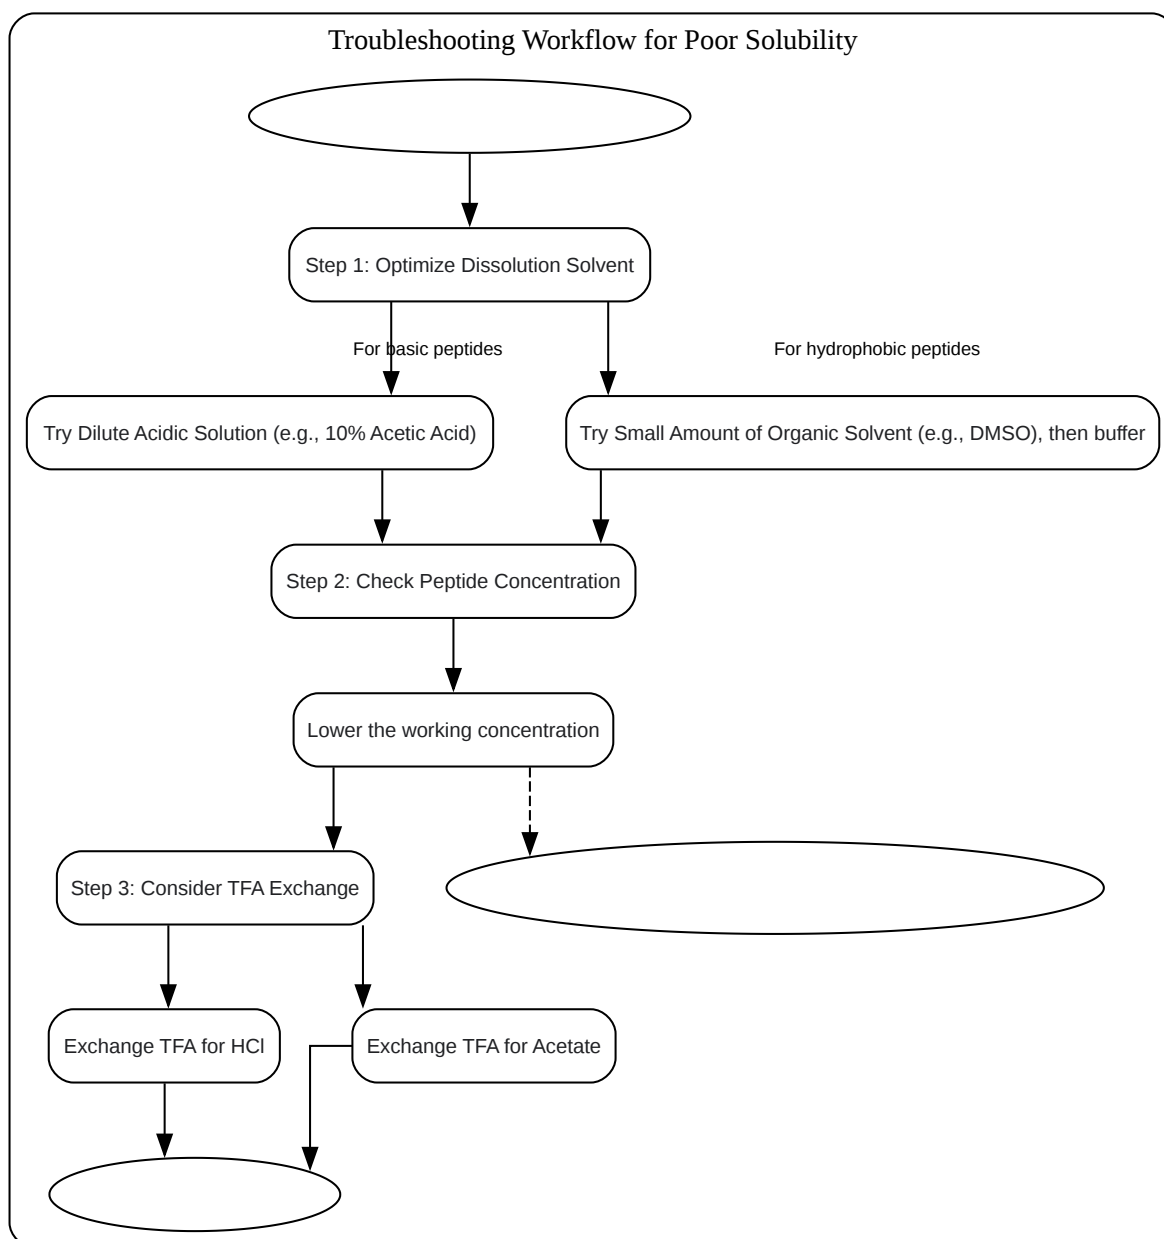 Troubleshooting Workflow for Poor Solubility
Step 1: Optimize Dissolution Solvent
For basic peptides
For hydrophobic peptides
Try Dilute Acidic Solution (e.g., 10% Acetic Acid)
Try Small Amount of Organic Solvent (e.g., DMSO), then buffer
Step 2: Check Peptide Concentration
Lower the working concentration
Step 3: Consider TFA Exchange
Exchange TFA for HCl
Exchange TFA for Acetate